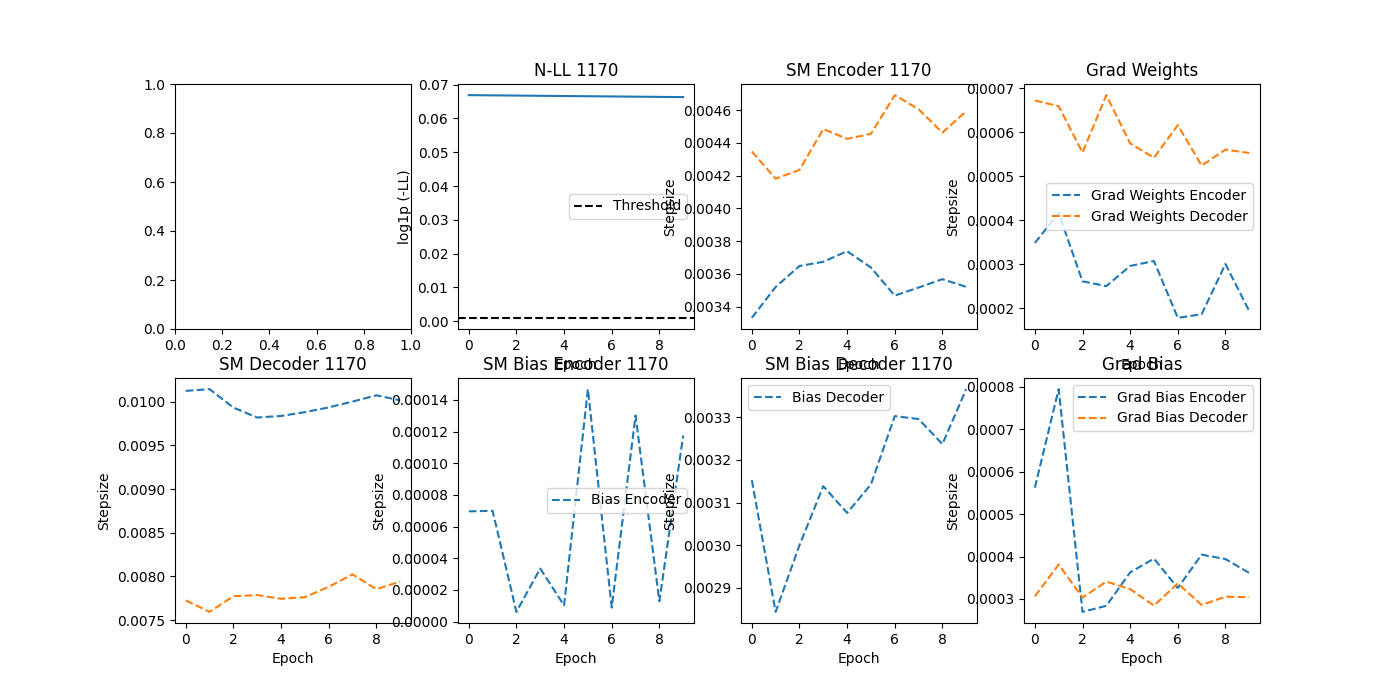 N-LL 1170
SM Encoder 1170
Grad Weights
1.0
0.8
0.6
0.4
0.2
0.0
0.0 0.2 0.4 0.6 0.8 1.0
log1p (-LL)
0.07
0.06
0.05
0.04
0.03
0.02
0.01
0.00
Threshold
0 2 4 6 8
Epoch
Stepsize
0.0046
0.0044
0.0042
0.0040
0.0038
0.0036
0.0034
0 2 4 6 8
Epoch
Stepsize
0.0007
0.0006
0.0005
0.0004
0.0003
0.0002
Grad Weights Encoder
Grad Weights Decoder
0 2 4 6 8
Epoch
SM Decoder 1170
SM Bias Encoder 1170
SM Bias Decoder 1170
Grad Bias
Stepsize
0.0100
0.0095
0.0090
0.0085
0.0080
0.0075
0 2 4 6 8
Epoch
Stepsize
0.00014
0.00012
0.00010
0.00008
0.00006
0.00004
0.00002
0.00000
Bias Encoder
0 2 4 6 8
Epoch
Stepsize
0.0033
0.0032
0.0031
0.0030
0.0029
Bias Decoder
0 2 4 6 8
Epoch
Stepsize
0.0008
0.0007
0.0006
0.0005
0.0004
0.0003
Grad Bias Encoder
Grad Bias Decoder
0 2 4 6 8
Epoch